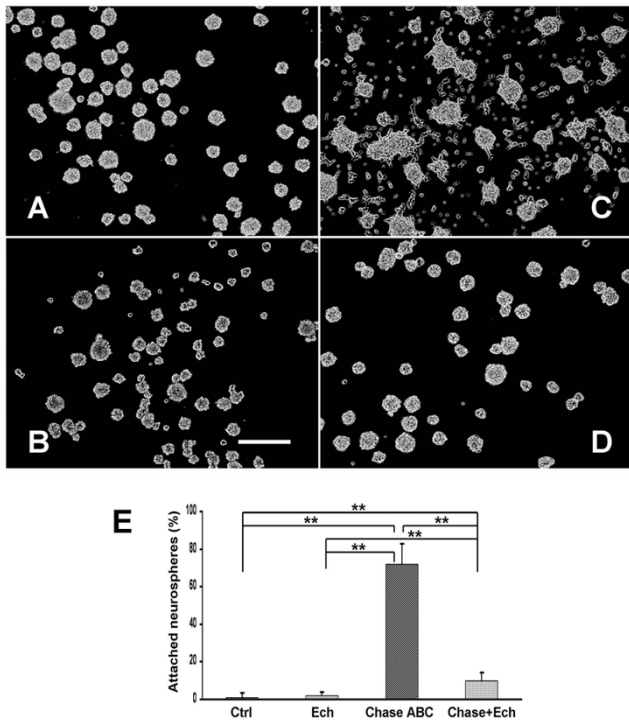 A
C
B
D
E
Attached neurospheres (%)
100
80
60
40
20
0
**
**
**
**
**
Ctrl Ech Chase ABC Chase+Ech